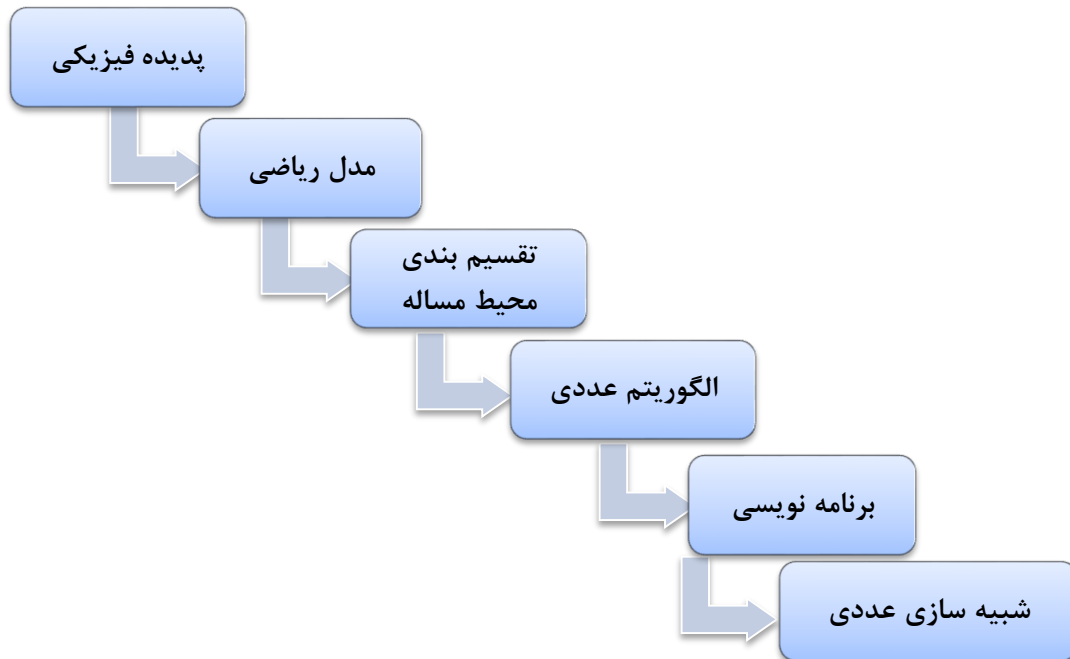 پدیده فیزیکی
مدل ریاضی
تقسیم بندی
محیط مساله
الگوریتم عددی
برنامه نویسی
شبیه سازی عددی